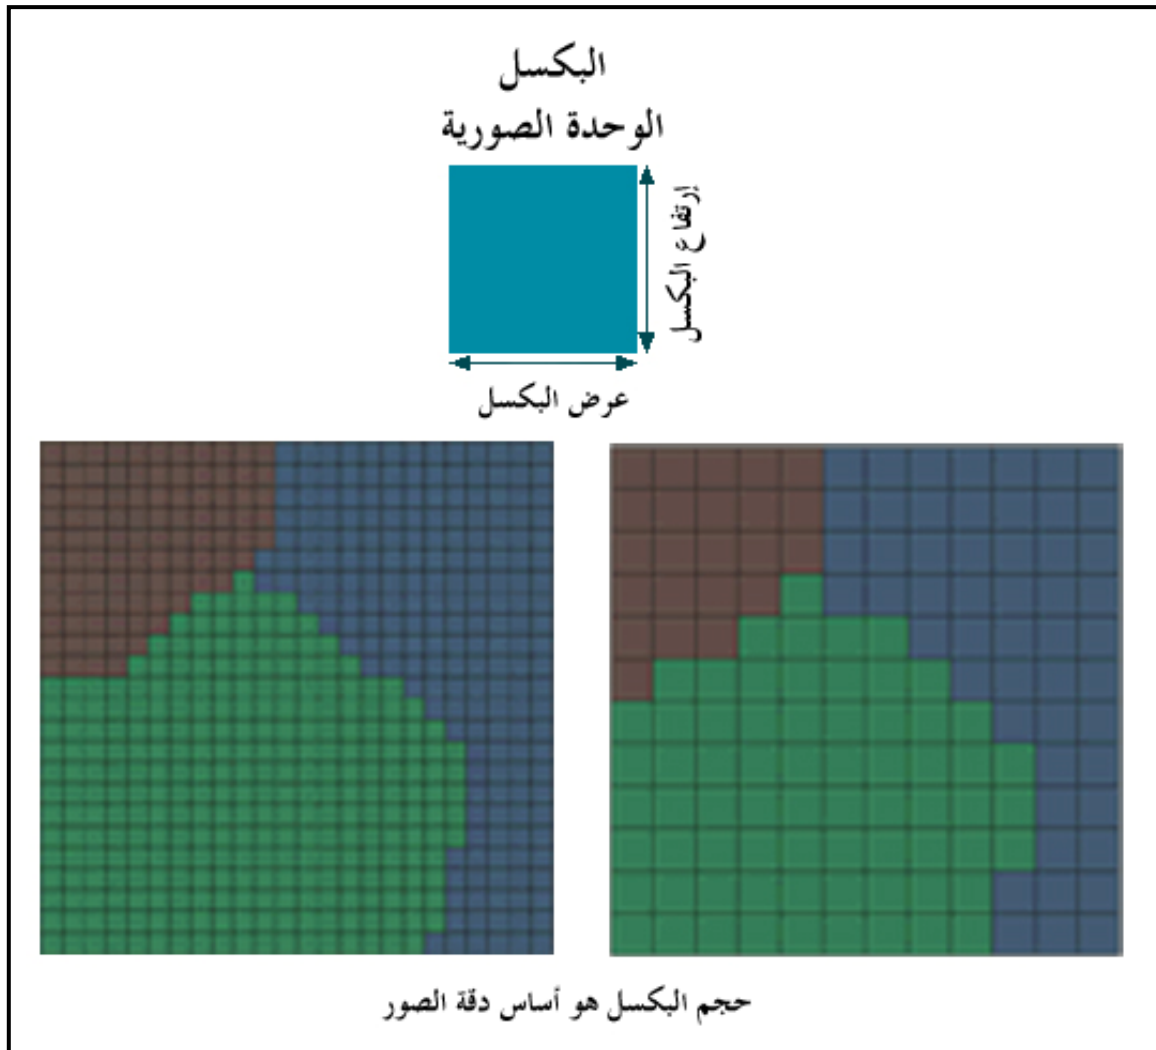 البكسل
الوحدة الصورية
إرتفاع البكسل
عرض البكسل
حجم البكسل هو أساس دقة الصور